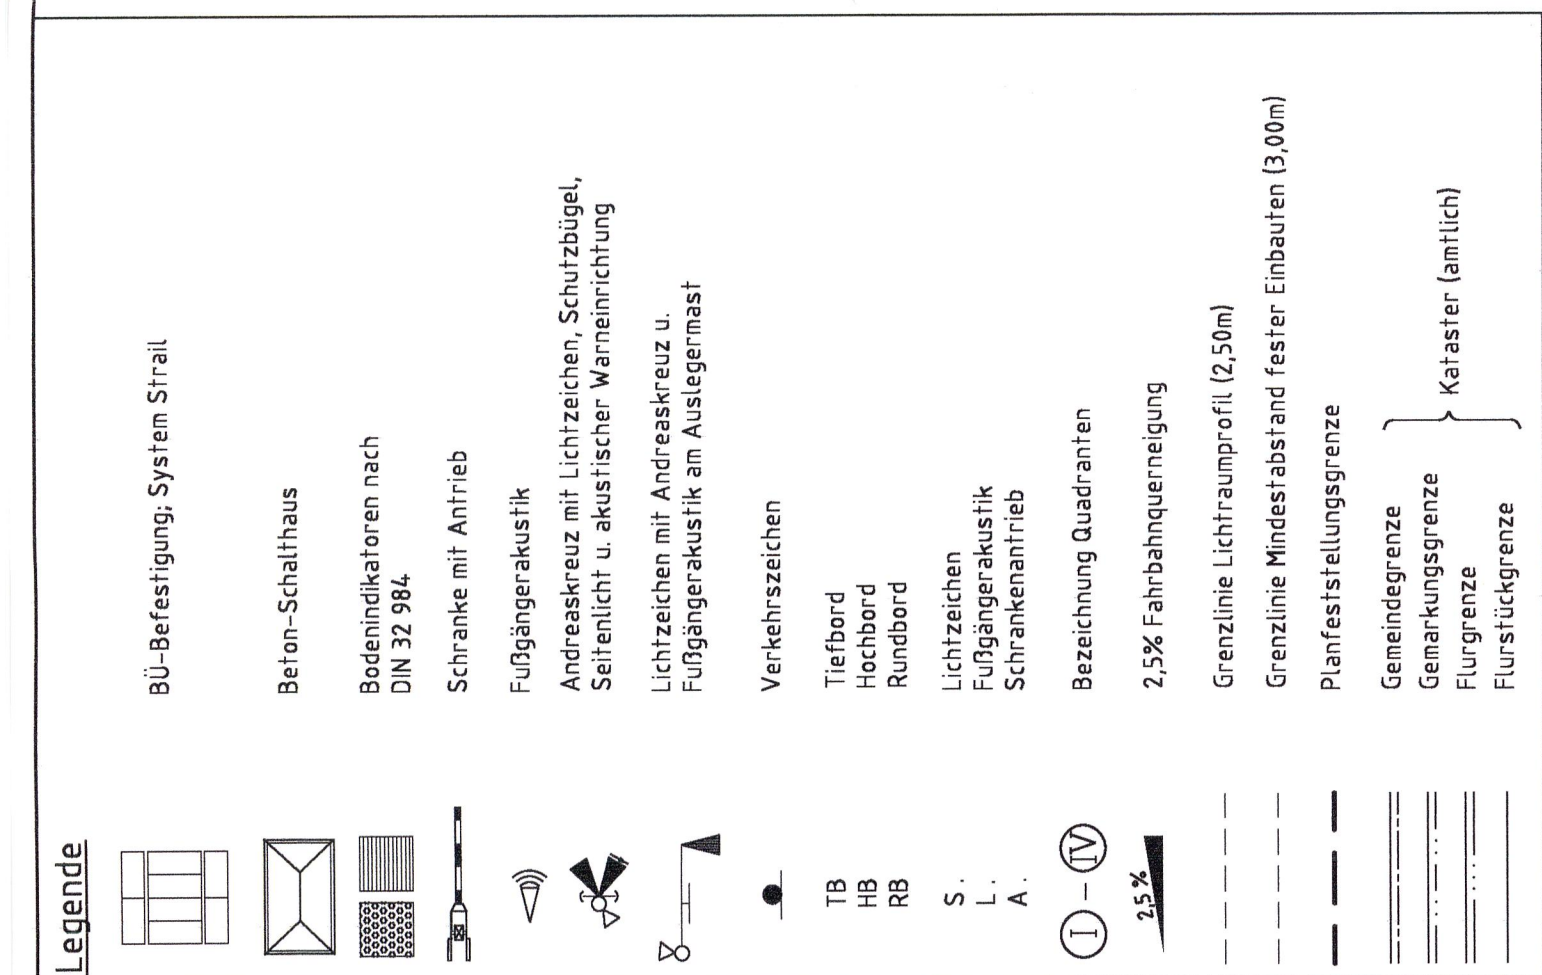 Legende
BÜ-Befestigung; System Strail
Beton-Schalthaus
Bodenindikatoren nach
DIN 32 984
Schranke mit Antrieb
Fußgängerakustik
Andreaskreuz mit Lichtzeichen, Schutzbügel,
Seitenlicht u. akustischer Warneinrichtung
Lichtzeichen mit Andreaskreuz u.
Fußgängerakustik am Auslegermast
Verkehrszeichen
TB Tiefbord
HB Hochbord
RB Rundbord
S. Lichtzeichen
L. Fußgängerakustik
A. Schrankenantrieb
I - IV Bezeichnung Quadranten
2,5% 2,5% Fahrbahnquerneigung
Grenzlinie Lichtraumprofil (2,50m)
Grenzlinie Mindestabstand fester Einbauten (3,00m)
Planfeststellungsgrenze
Gemeindegrenze
Gemarkungsgrenze
Flurgrenze
Flurstückgrenze
Kataster (amtlich)